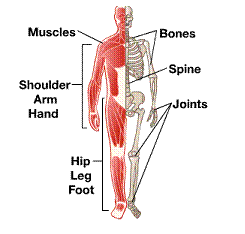 Muscles
Bones
Spine
Shoulder
Arm
Hand
Joints
Hip
Leg
Foot